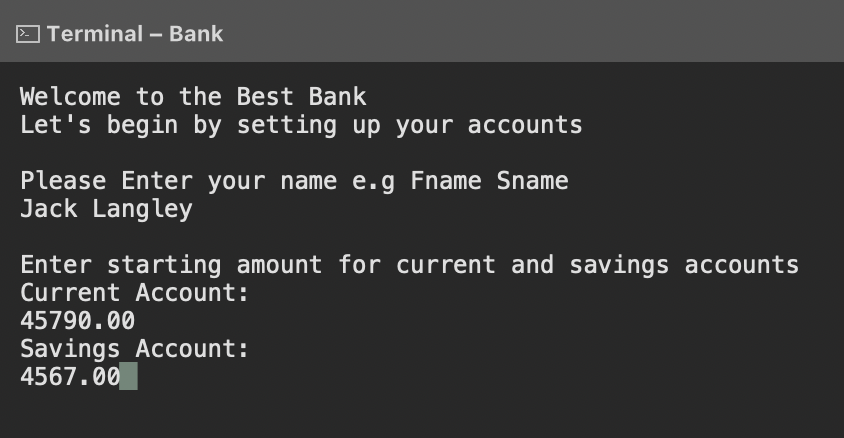 Terminal – Bank
Welcome to the Best Bank
Let's begin by setting up your accounts
Please Enter your name e.g Fname Sname
Jack Langley
Enter starting amount for current and savings accounts
Current Account:
45790.00
Savings Account:
4567.00